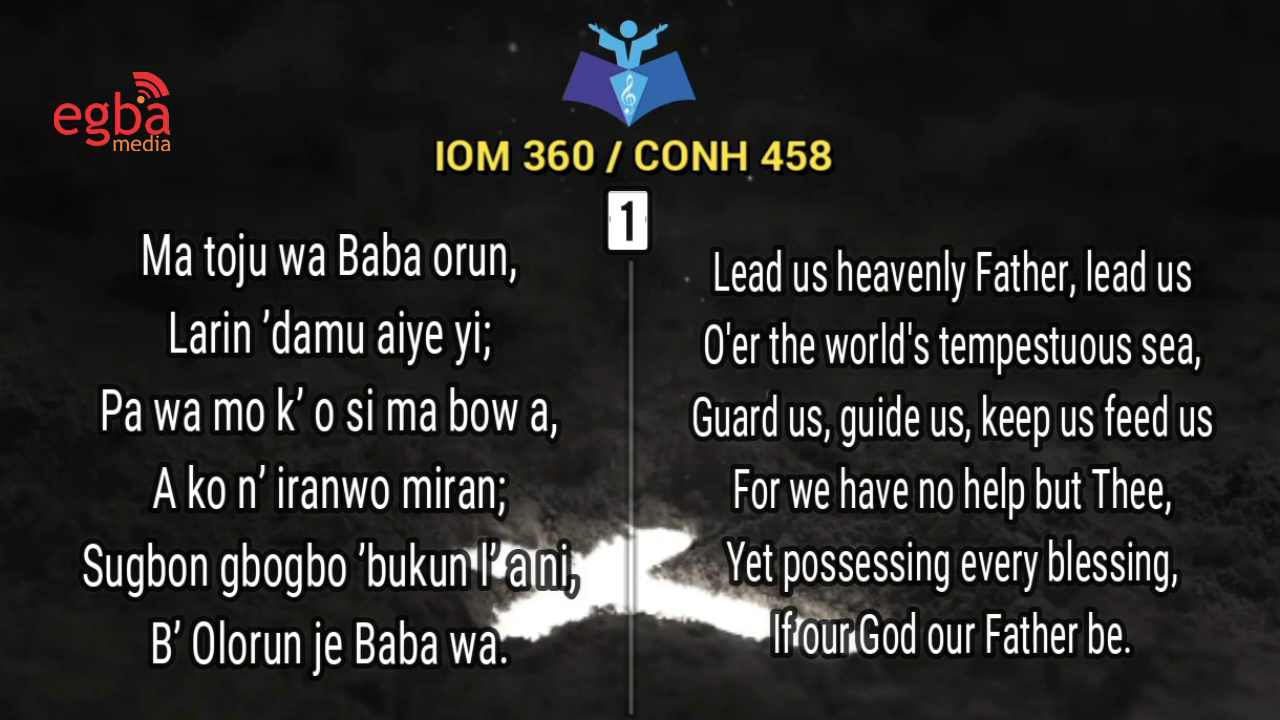 egba
media
IOM 360 / CONH 458
1
Ma toju wa Baba orun,
Larin ’damu aiye yi;
Pa wa mo k’ o si ma bow a,
A ko n’ iranwo miran;
Sugbon gbogbo ’bukun l’ a ni,
B’ Olorun je Baba wa.
Lead us heavenly Father, lead us
O'er the world's tempestuous sea,
Guard us, guide us, keep us feed us
For we have no help but Thee,
Yet possessing every blessing,
If our God our Father be.